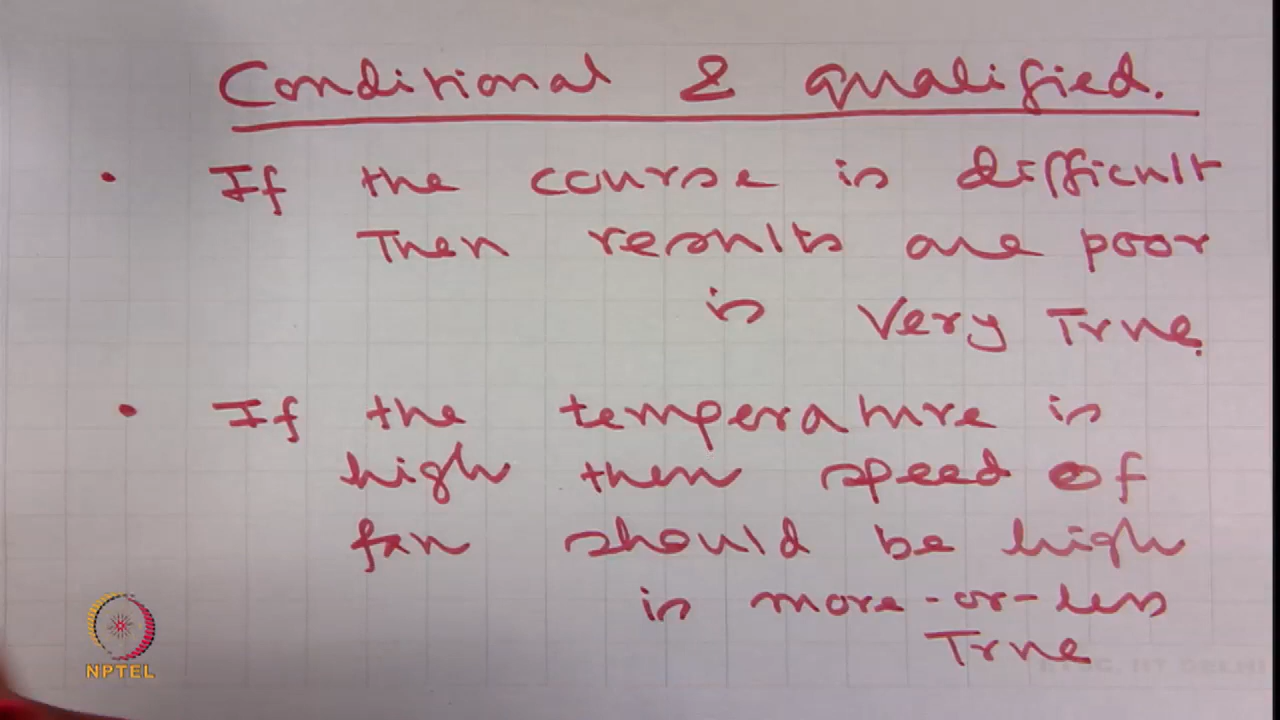 Conditional & qualified.
• If the course is difficult
Then results are poor
is Very True.
• If the temperature is
high then speed of
fan should be high
is more-or-less
True
NPTEL